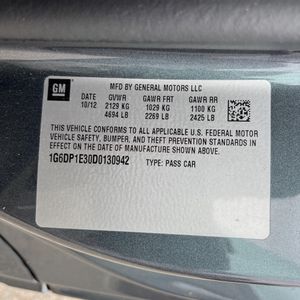 GM
MFD BY GENERAL MOTORS LLC
DATE GVWR GAWR FRT GAWR RR
10/12 2129 KG 1029 KG 1100 KG
4694 LB 2269 LB 2425 LB
THIS VEHICLE CONFORMS TO ALL APPLICABLE U.S. FEDERAL MOTOR
VEHICLE SAFETY, BUMPER, AND THEFT PREVENTION STANDARDS IN
EFFECT ON THE DATE OF MANUFACTURE SHOWN ABOVE.
1G6DP1E30D0130942 TYPE: PASS CAR